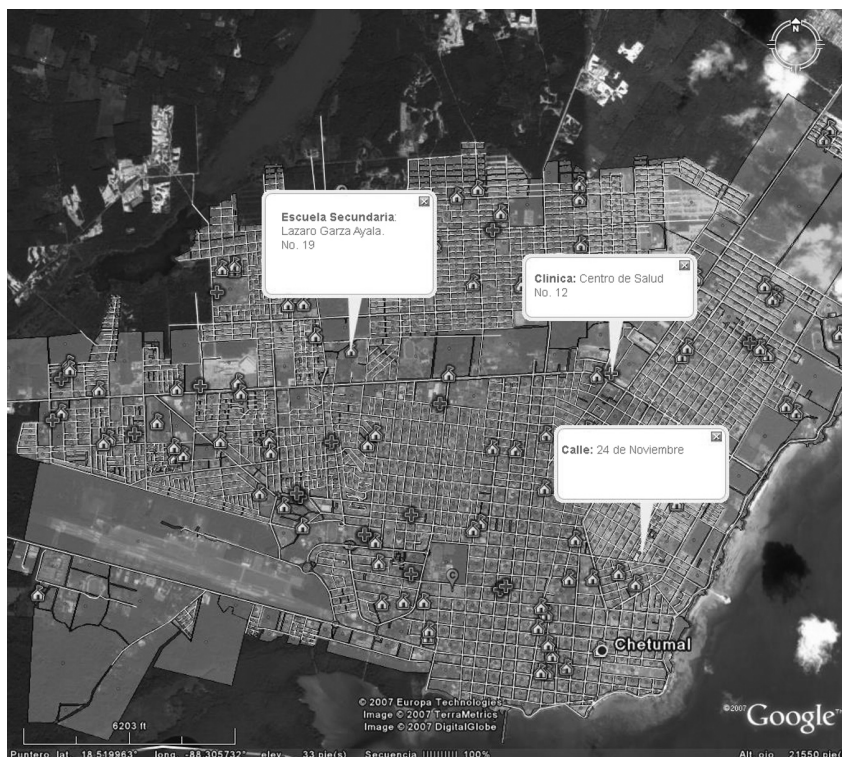 N
Escuela Secundaria:
Lazaro Garza Ayala.
No. 19
Clinica: Centro de Salud
No. 12
Calle: 24 de Noviembre
Chetumal
© 2007 Europa Technologies
Image © 2007 TerraMetrics
Image © 2007 DigitalGlobe
©2007 Google™
6203 ft
Puntero lat 18.519963° long -88.305732° elev 33 pie(s) Secuencia |||||||||| 100% Alt. ojo 21550 pie(